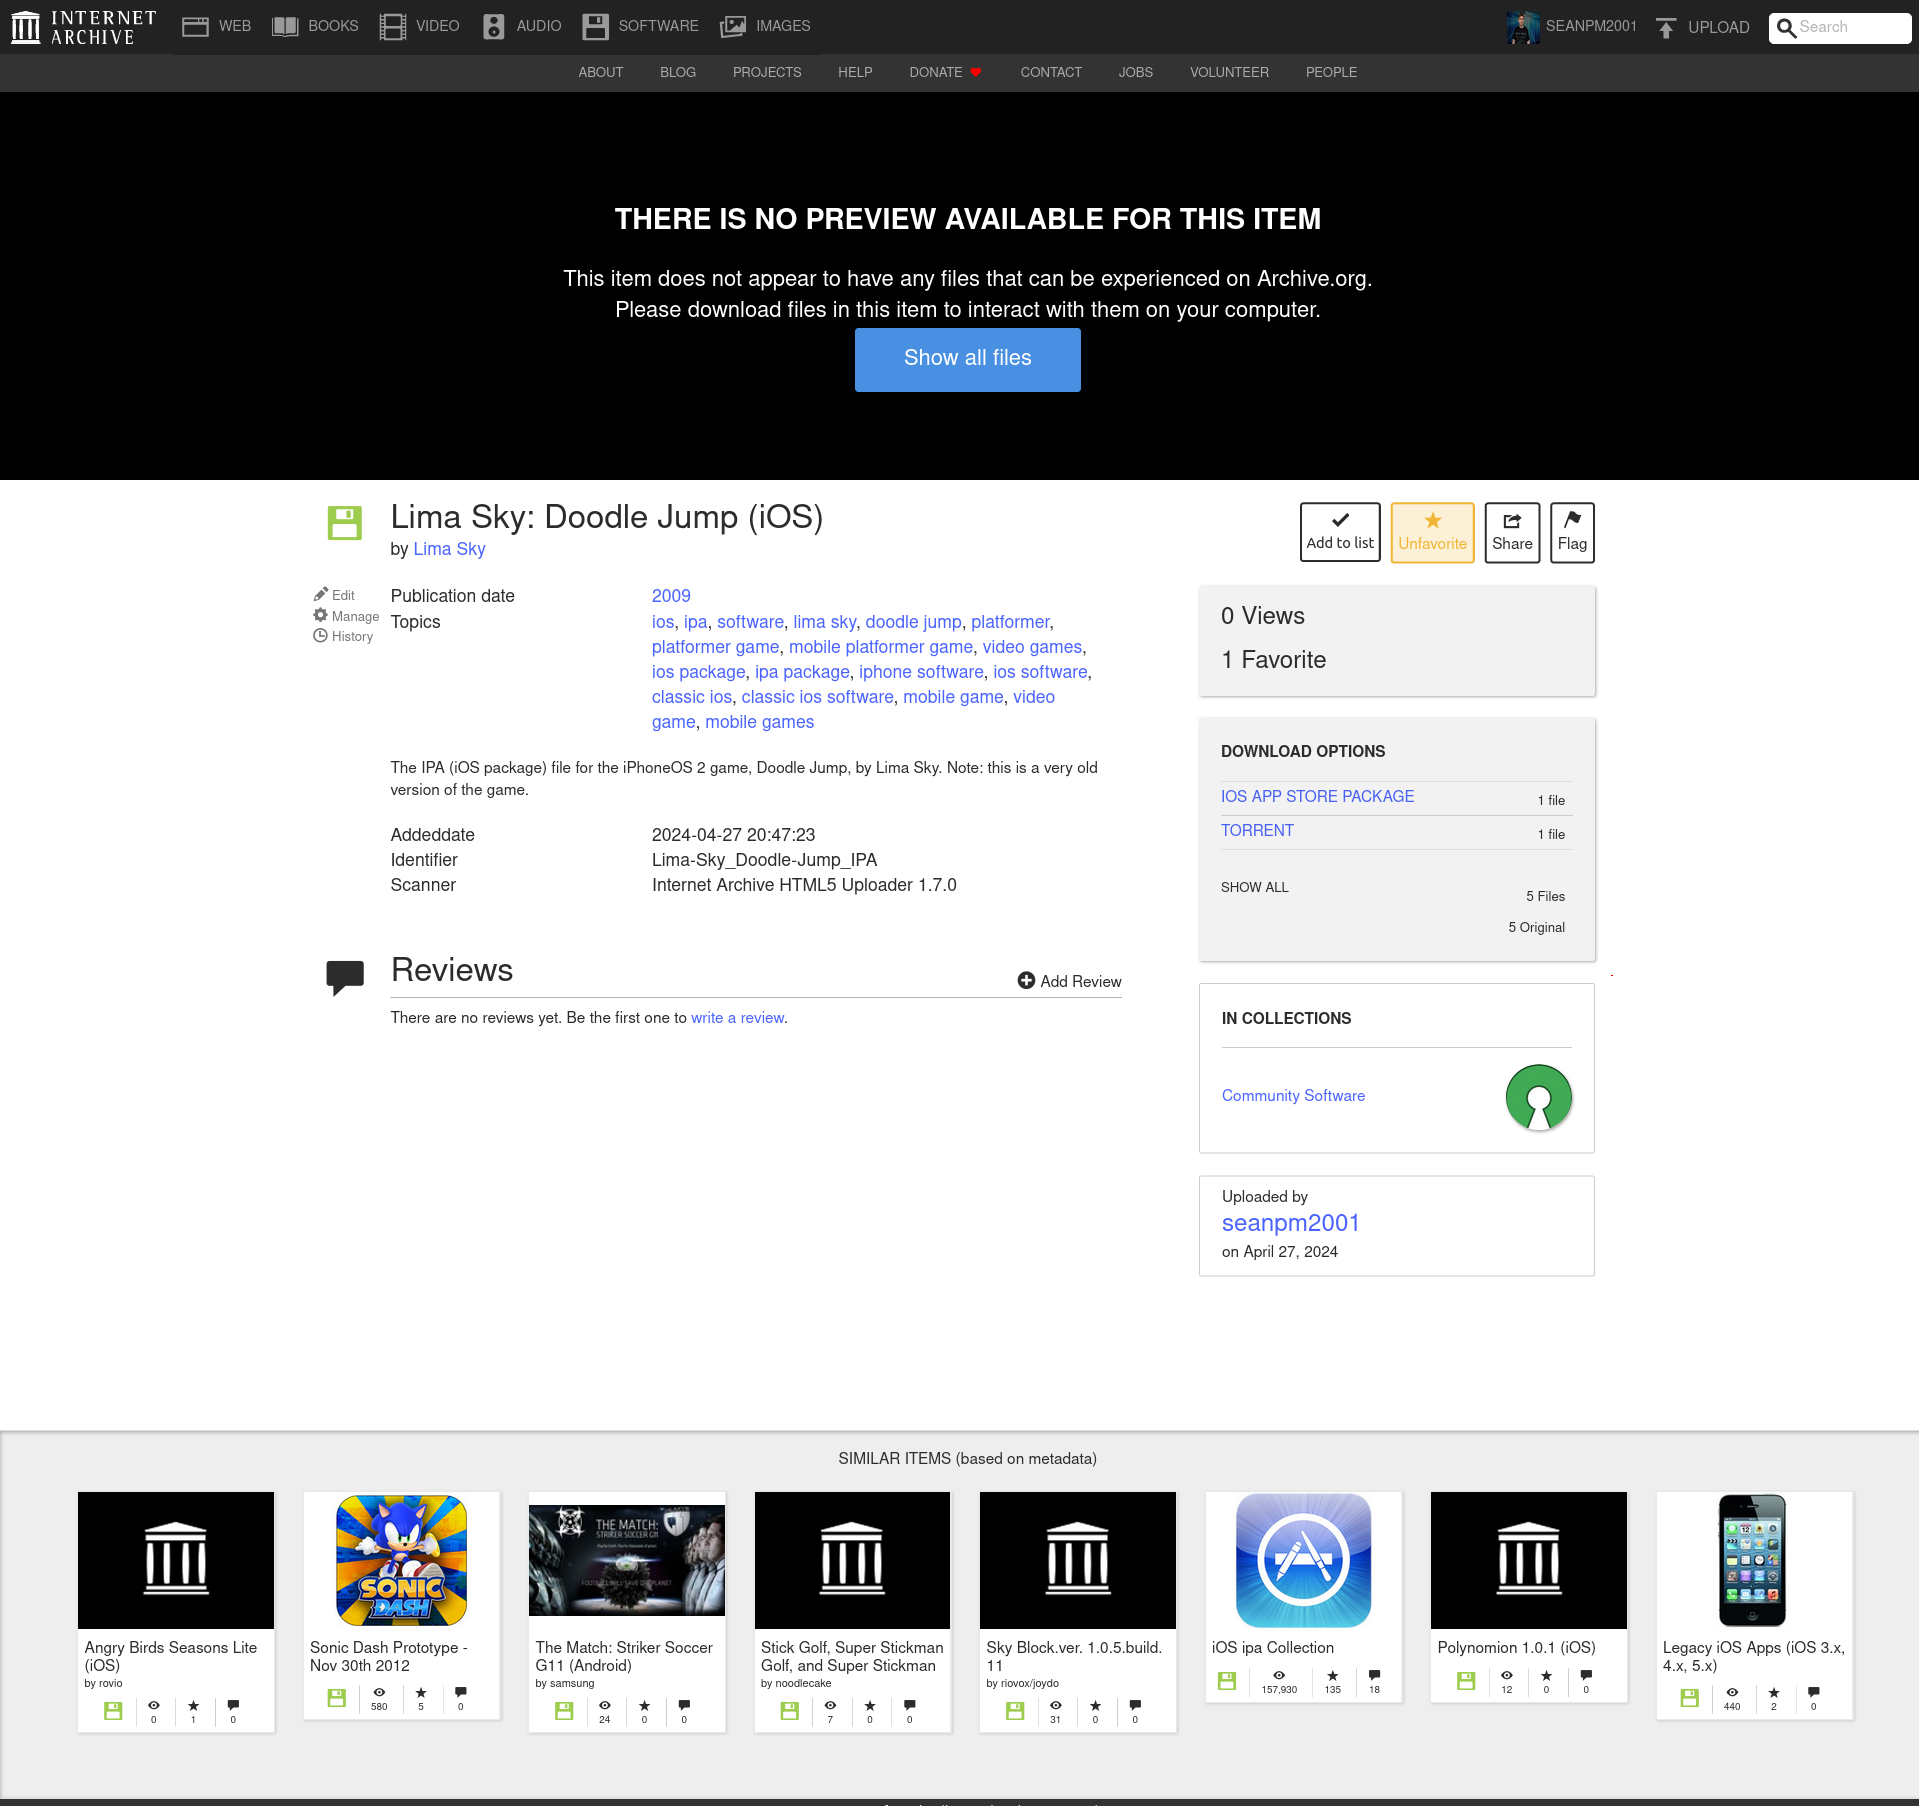 INTERNET
ARCHIVE
WEB BOOKS VIDEO AUDIO SOFTWARE IMAGES SEANPM2001 UPLOAD Search
ABOUT BLOG PROJECTS HELP DONATE CONTACT JOBS VOLUNTEER PEOPLE
THERE IS NO PREVIEW AVAILABLE FOR THIS ITEM
This item does not appear to have any files that can be experienced on Archive.org.
Please download files in this item to interact with them on your computer.
Show all files
Lima Sky: Doodle Jump (iOS)
by Lima Sky
Add to list Unfavorite Share Flag
Edit
Manage
History
Publication date 2009
Topics ios, ipa, software, lima sky, doodle jump, platformer,
platformer game, mobile platformer game, video games,
ios package, ipa package, iphone software, ios software,
classic ios, classic ios software, mobile game, video
game, mobile games
The IPA (iOS package) file for the iPhoneOS 2 game, Doodle Jump, by Lima Sky. Note: this is a very old
version of the game.
Addeddate 2024-04-27 20:47:23
Identifier Lima-Sky_Doodle-Jump_IPA
Scanner Internet Archive HTML5 Uploader 1.7.0
Reviews
Add Review
There are no reviews yet. Be the first one to write a review.
0 Views
1 Favorite
DOWNLOAD OPTIONS
IOS APP STORE PACKAGE 1 file
TORRENT 1 file
SHOW ALL 5 Files
5 Original
IN COLLECTIONS
Community Software
Uploaded by
seanpm2001
on April 27, 2024
SIMILAR ITEMS (based on metadata)
Angry Birds Seasons Lite
(iOS)
by rovio
0 1 0
SONIC
DASH
Sonic Dash Prototype -
Nov 30th 2012
580 5 0
THE MATCH:
STRIKER SOCCER G11
The Match: Striker Soccer
G11 (Android)
by samsung
24 0 0
Stick Golf, Super Stickman
Golf, and Super Stickman
by noodlecake
7 0 0
Sky Block.ver. 1.0.5.build.
11
by riovox/joydo
31 0 0
iOS ipa Collection
157,930 135 18
Polynomion 1.0.1 (iOS)
12 0 0
Legacy iOS Apps (iOS 3.x,
4.x, 5.x)
440 2 0